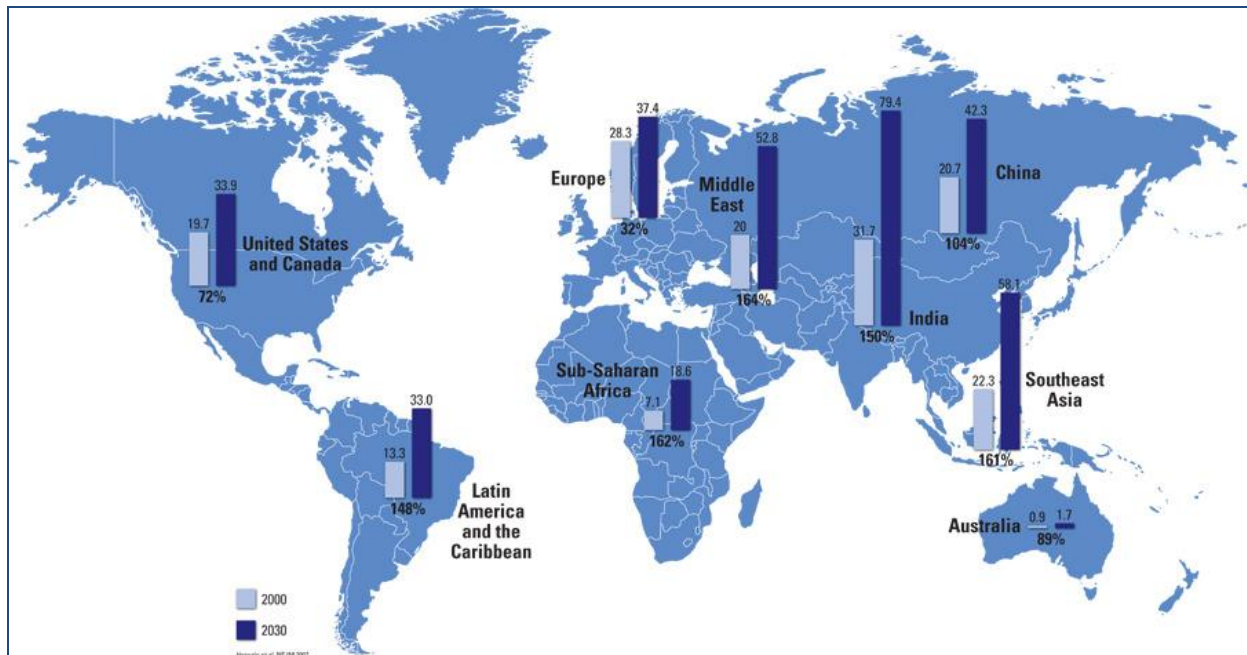 28.3
37.4
Europe
32%
Middle
East
20
52.8
164%
31.7
79.4
India
150%
20.7
42.3
China
104%
19.7
33.9
United States
and Canada
72%
Sub-Saharan
Africa
7.1
18.6
162%
22.3
58.1
Southeast
Asia
161%
13.3
33.0
Latin
America
and the
Caribbean
148%
Australia
0.9
1.7
89%
2000
2030